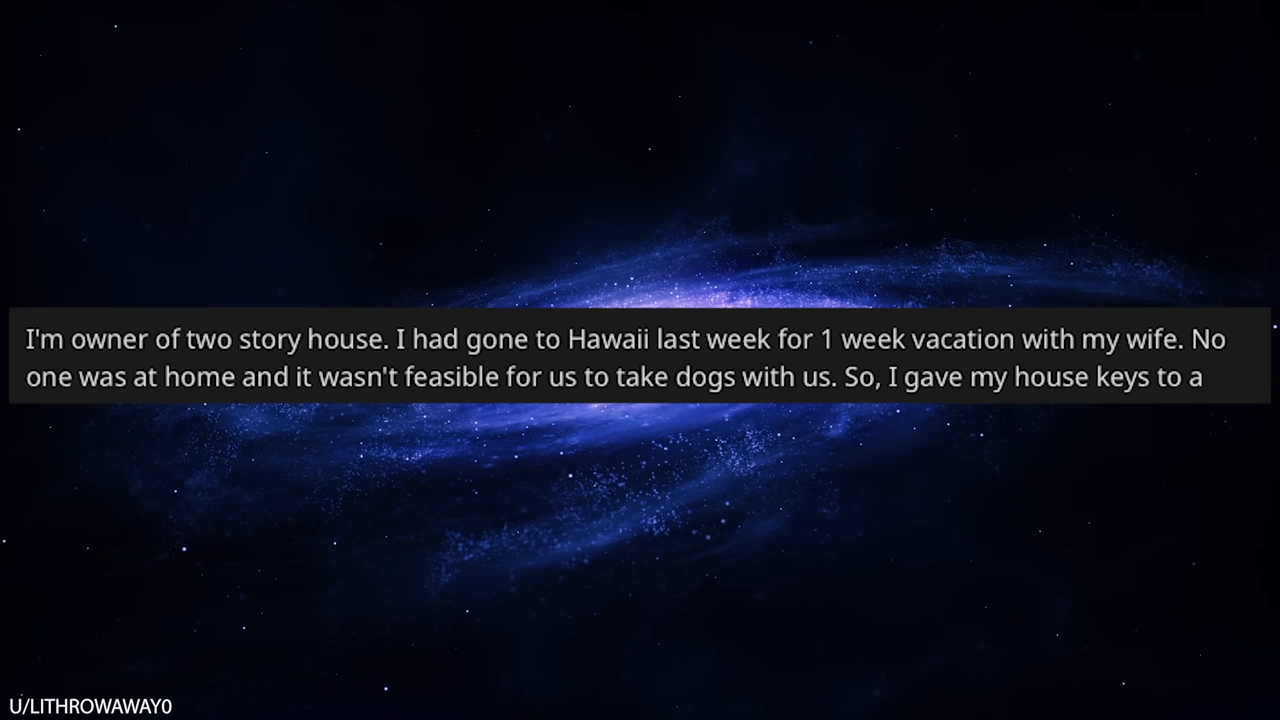 I'm owner of two story house. I had gone to Hawaii last week for 1 week vacation with my wife. No
one was at home and it wasn't feasible for us to take dogs with us. So, I gave my house keys to a
U/LITHROWAWAY0